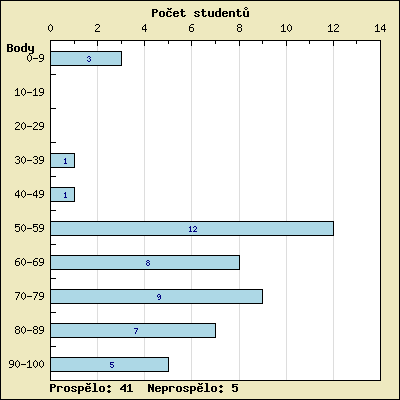 Počet studentů
0 2 4 6 8 10 12 14
Body
0-9 3
10-19
20-29
30-39 1
40-49 1
50-59 12
60-69 8
70-79 9
80-89 7
90-100 5
Prospělo: 41 Neprospělo: 5